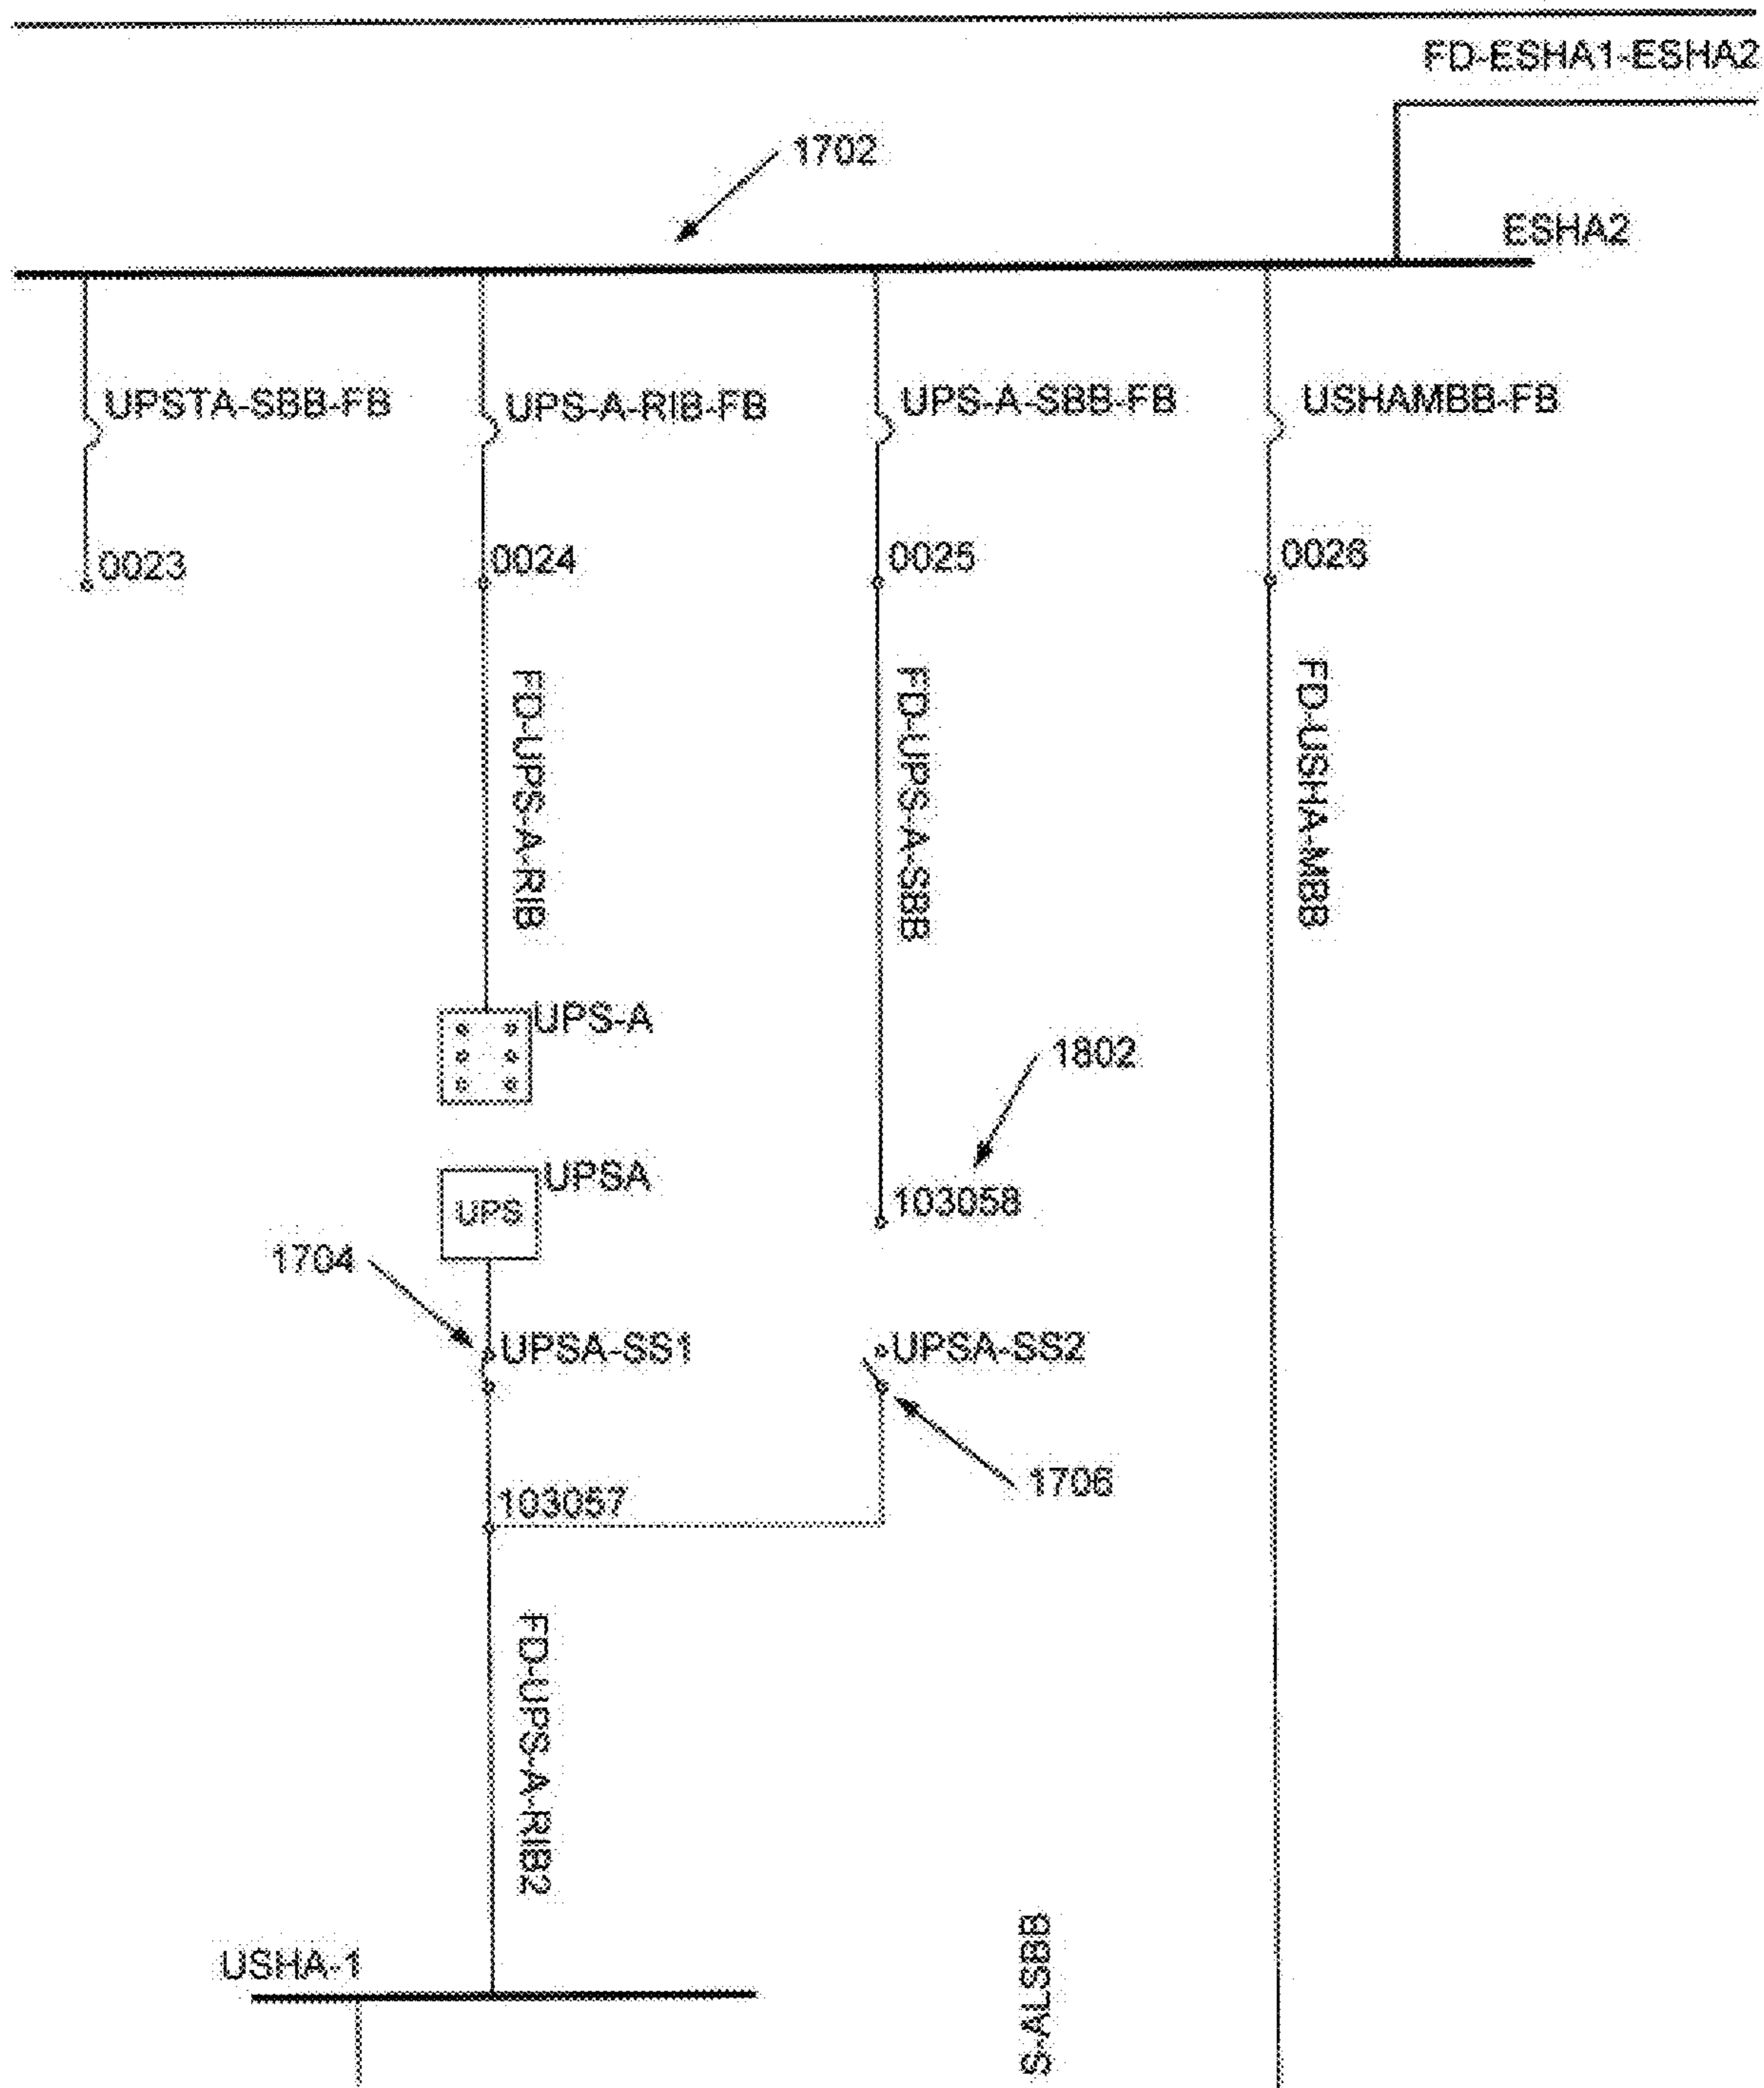 FD-ESHA1-ESHA2
1702
ESHA2
UPSTA-SBB-FB
UPS-A-RIB-FB
UPS-A-SBB-FB
USHAMBB-FB
0023
0024
0025
0026
FD-UPS-A-RIB
FD-UPS-A-SBB
FD-USHA-MBB
UPS-A
1802
UPSA
UPS
103058
1704
UPSA-SS1
UPSA-SS2
1706
103057
FD-UPS-A-RIB2
USHA-1
S-ALSBB